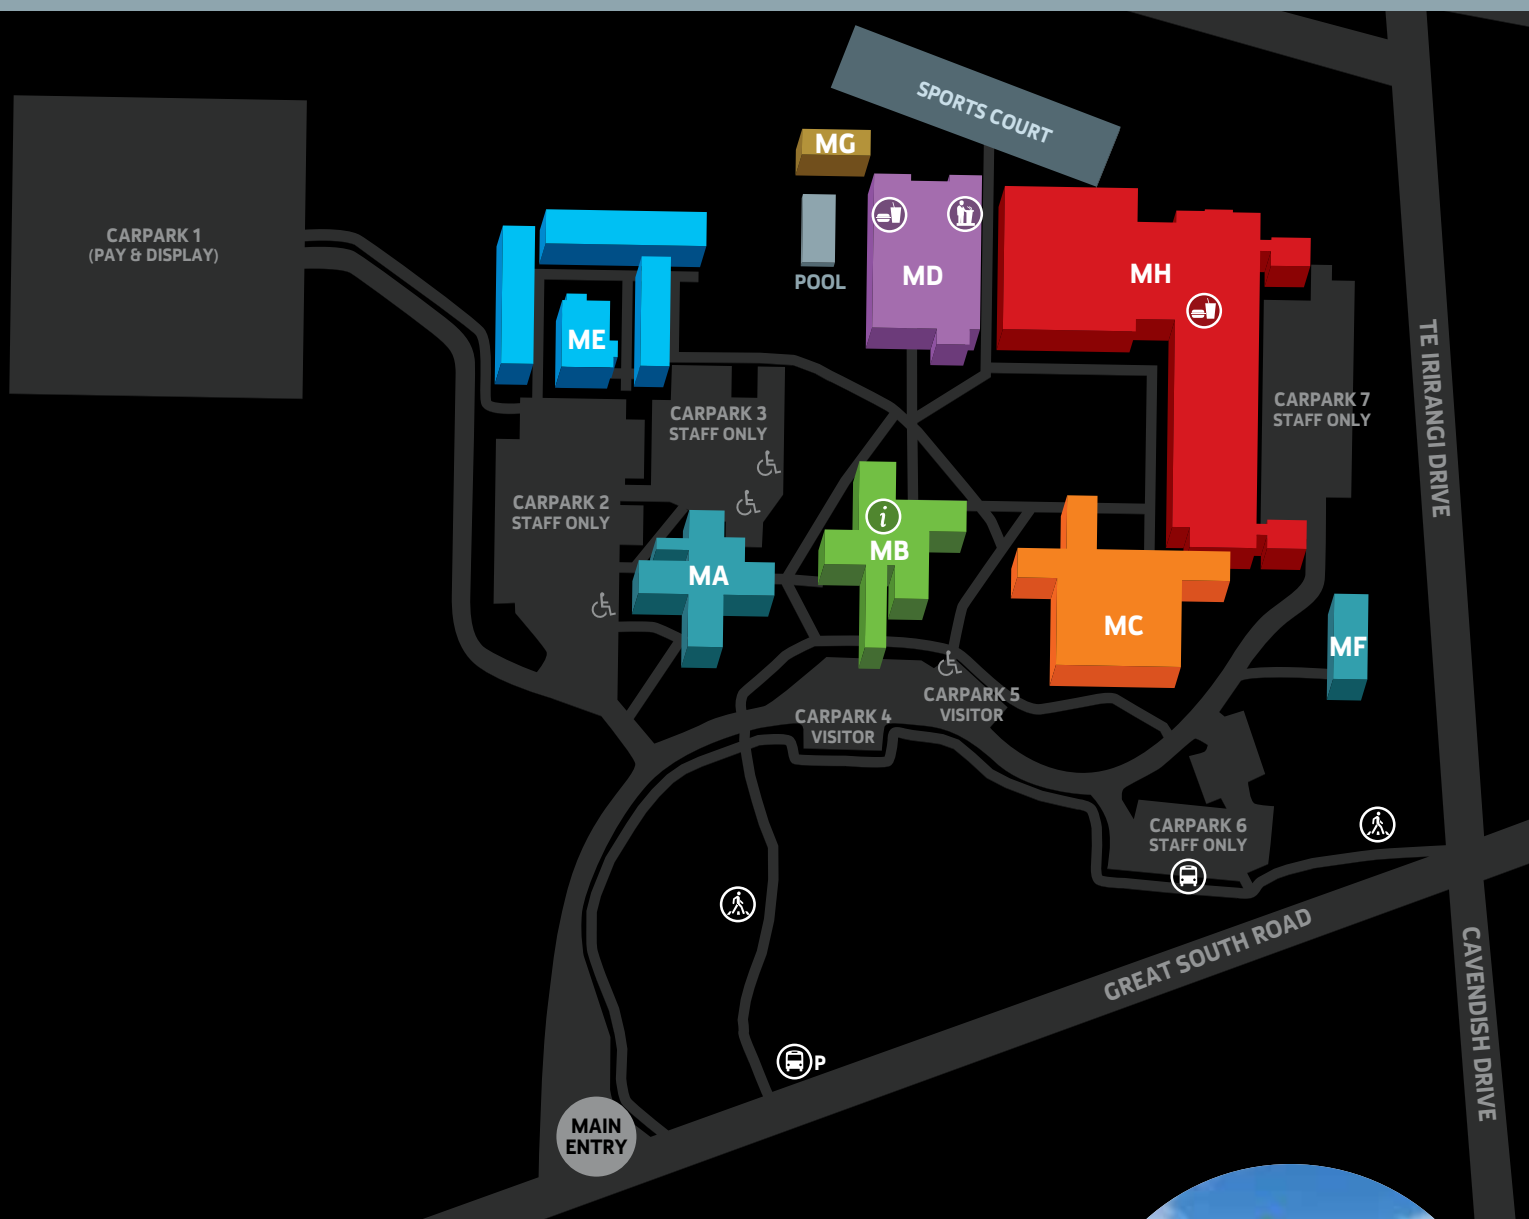 SPORTS COURT
MG
CARPARK 1
(PAY & DISPLAY)
MD
MH
POOL
ME
CARPARK 3
STAFF ONLY
CARPARK 7
STAFF ONLY
TE IRIRANGI DRIVE
CARPARK 2
STAFF ONLY
i
MB
MA
MC
MF
CARPARK 5
VISITOR
CARPARK 4
VISITOR
CARPARK 6
STAFF ONLY
GREAT SOUTH ROAD
CAVENDISH DRIVE
P
MAIN
ENTRY